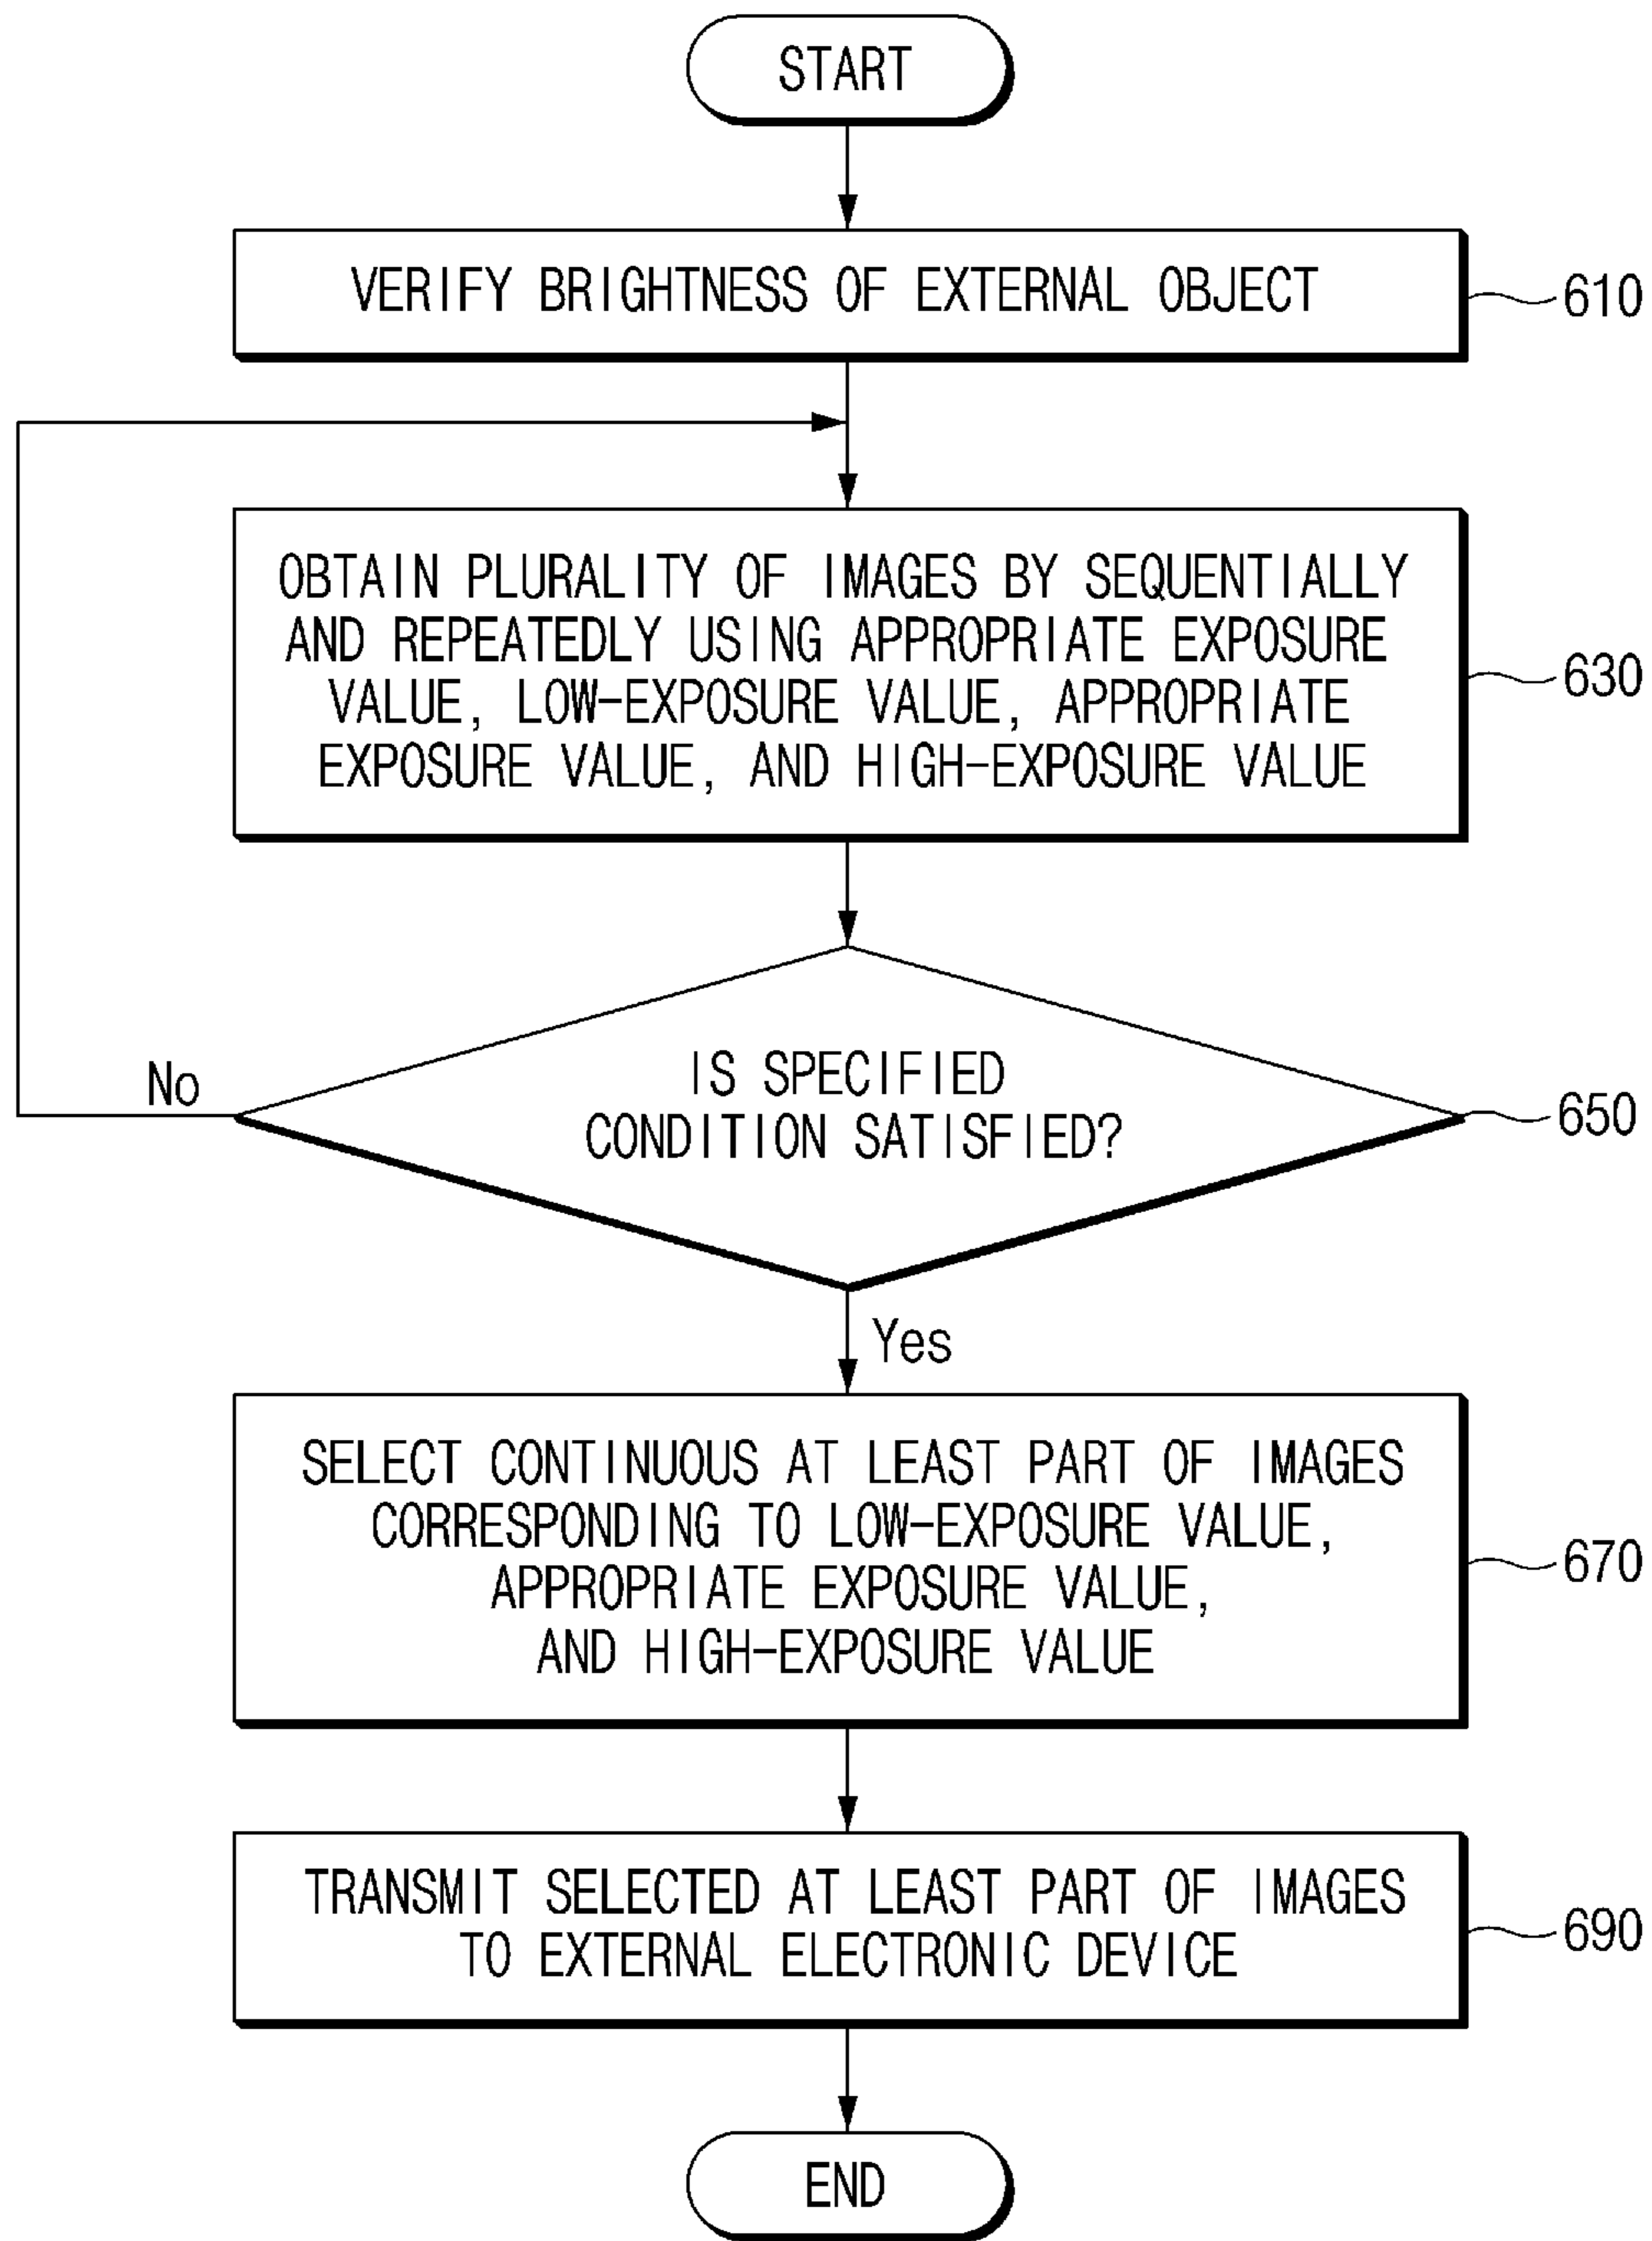 START
VERIFY BRIGHTNESS OF EXTERNAL OBJECT
610
OBTAIN PLURALITY OF IMAGES BY SEQUENTIALLY
AND REPEATEDLY USING APPROPRIATE EXPOSURE
VALUE, LOW-EXPOSURE VALUE, APPROPRIATE
EXPOSURE VALUE, AND HIGH-EXPOSURE VALUE
630
No
IS SPECIFIED
CONDITION SATISFIED?
650
Yes
SELECT CONTINUOUS AT LEAST PART OF IMAGES
CORRESPONDING TO LOW-EXPOSURE VALUE,
APPROPRIATE EXPOSURE VALUE,
AND HIGH-EXPOSURE VALUE
670
TRANSMIT SELECTED AT LEAST PART OF IMAGES
TO EXTERNAL ELECTRONIC DEVICE
690
END